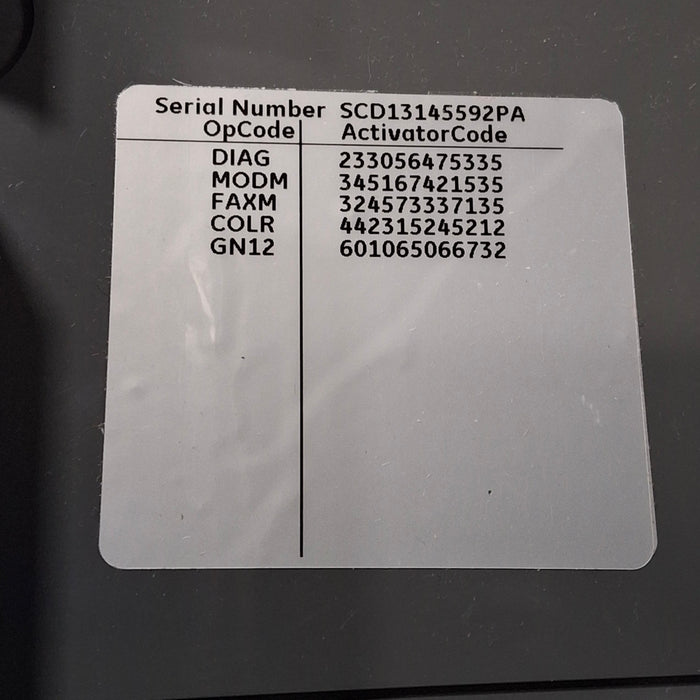 Serial Number SCD13145592PA
OpCode ActivatorCode
DIAG 233056475335
MODM 345167421535
FAXM 324573337135
COLR 442315245212
GN12 601065066732